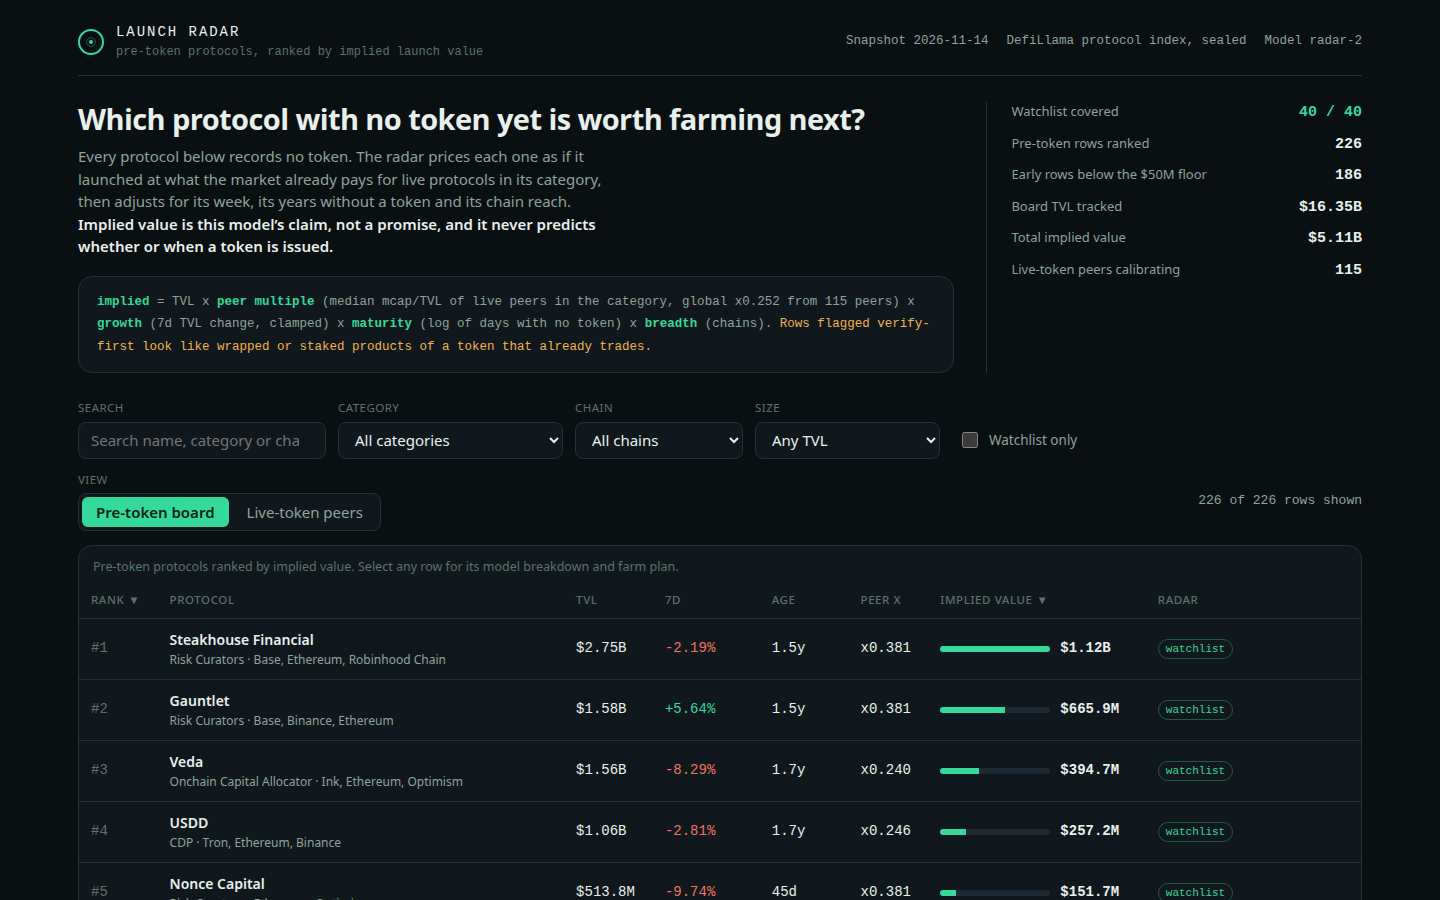 LAUNCH RADAR
pre-token protocols, ranked by implied launch value
Snapshot 2026-11-14 DefiLlama protocol index, sealed Model radar-2
Which protocol with no token yet is worth farming next?
Every protocol below records no token. The radar prices each one as if it
launched at what the market already pays for live protocols in its category,
then adjusts for its week, its years without a token and its chain reach.
Implied value is this model’s claim, not a promise, and it never predicts
whether or when a token is issued.
implied = TVL x peer multiple (median mcap/TVL of live peers in the category, global x0.252 from 115 peers) x
growth (7d TVL change, clamped) x maturity (log of days with no token) x breadth (chains). Rows flagged verify-
first look like wrapped or staked products of a token that already trades.
Watchlist covered 40 / 40
Pre-token rows ranked 226
Early rows below the $50M floor 186
Board TVL tracked $16.35B
Total implied value $5.11B
Live-token peers calibrating 115
SEARCH CATEGORY CHAIN SIZE
Search name, category or cha All categories All chains Any TVL Watchlist only
VIEW
Pre-token board Live-token peers 226 of 226 rows shown
Pre-token protocols ranked by implied value. Select any row for its model breakdown and farm plan.
RANK ▼ PROTOCOL TVL 7D AGE PEER X IMPLIED VALUE ▼ RADAR
#1 Steakhouse Financial $2.75B -2.19% 1.5y x0.381 $1.12B watchlist
Risk Curators · Base, Ethereum, Robinhood Chain
#2 Gauntlet $1.58B +5.64% 1.5y x0.381 $665.9M watchlist
Risk Curators · Base, Binance, Ethereum
#3 Veda $1.56B -8.29% 1.7y x0.240 $394.7M watchlist
Onchain Capital Allocator · Ink, Ethereum, Optimism
#4 USDD $1.06B -2.81% 1.7y x0.246 $257.2M watchlist
CDP · Tron, Ethereum, Binance
#5 Nonce Capital $513.8M -9.74% 45d x0.381 $151.7M watchlist